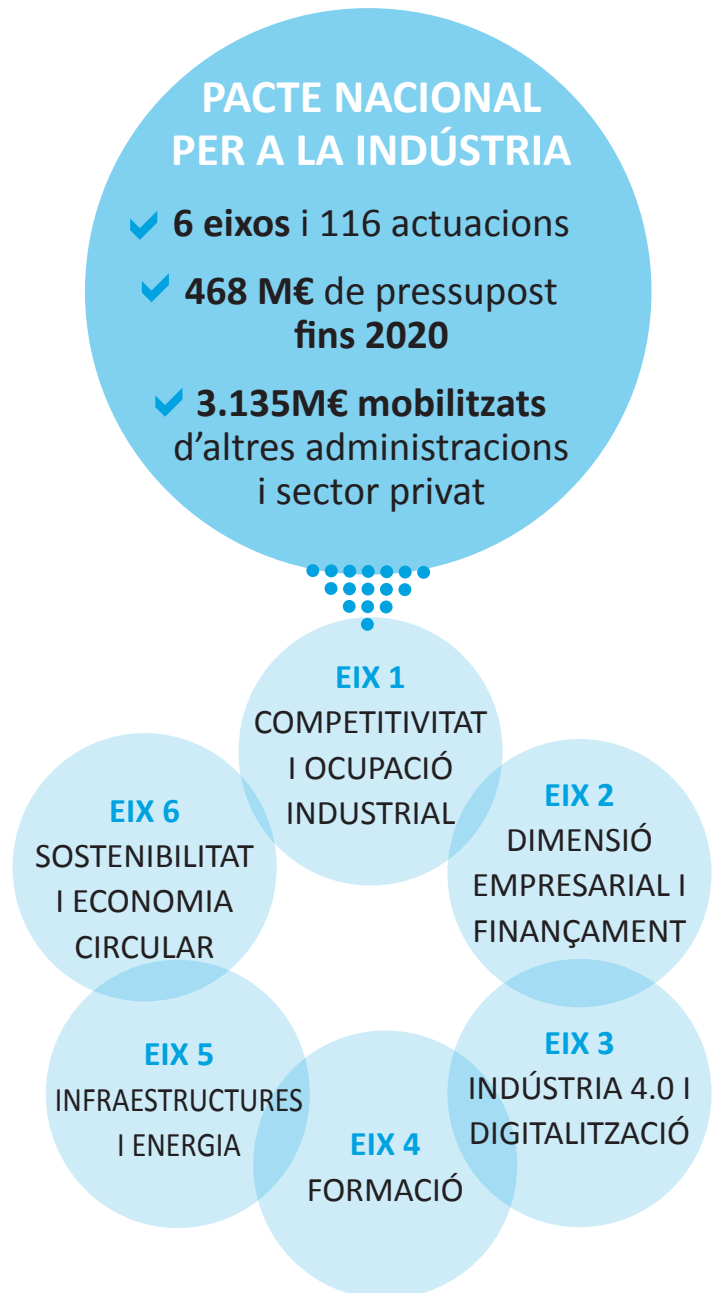 PACTE NACIONAL
PER A LA INDÚSTRIA
6 eixos i 116 actuacions
468 M€ de pressupost
fins 2020
3.135M€ mobilitzats
d'altres administracions
i sector privat
EIX 1
COMPETITIVITAT
I OCUPACIÓ
INDUSTRIAL
EIX 2
DIMENSIÓ
EMPRESARIAL I
FINANÇAMENT
EIX 3
INDÚSTRIA 4.0 I
DIGITALITZACIÓ
EIX 4
FORMACIÓ
EIX 5
INFRAESTRUCTURES
I ENERGIA
EIX 6
SOSTENIBILITAT
I ECONOMIA
CIRCULAR